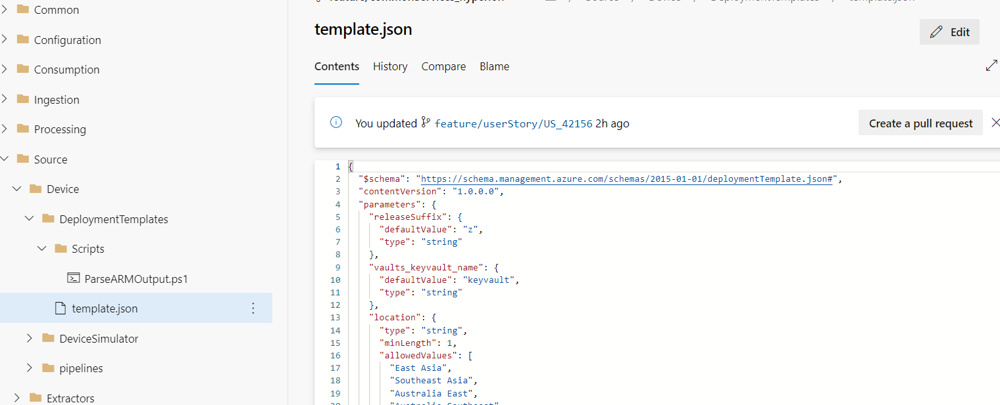 Common
Configuration
Consumption
Ingestion
Processing
Source
Device
DeploymentTemplates
Scripts
ParseARMOutput.ps1
template.json
DeviceSimulator
pipelines
Extractors
template.json
Edit
Contents History Compare Blame
You updated feature/userStory/US_42156 2h ago
Create a pull request
1 {
2 "$schema": "https://schema.management.azure.com/schemas/2015-01-01/deploymentTemplate.json#",
3 "contentVersion": "1.0.0.0",
4 "parameters": {
5 "releaseSuffix": {
6 "defaultValue": "z",
7 "type": "string"
8 },
9 "vaults_keyvault_name": {
10 "defaultValue": "keyvault",
11 "type": "string"
12 },
13 "location": {
14 "type": "string",
15 "minLength": 1,
16 "allowedValues": [
17 "East Asia",
18 "Southeast Asia",
19 "Australia East",